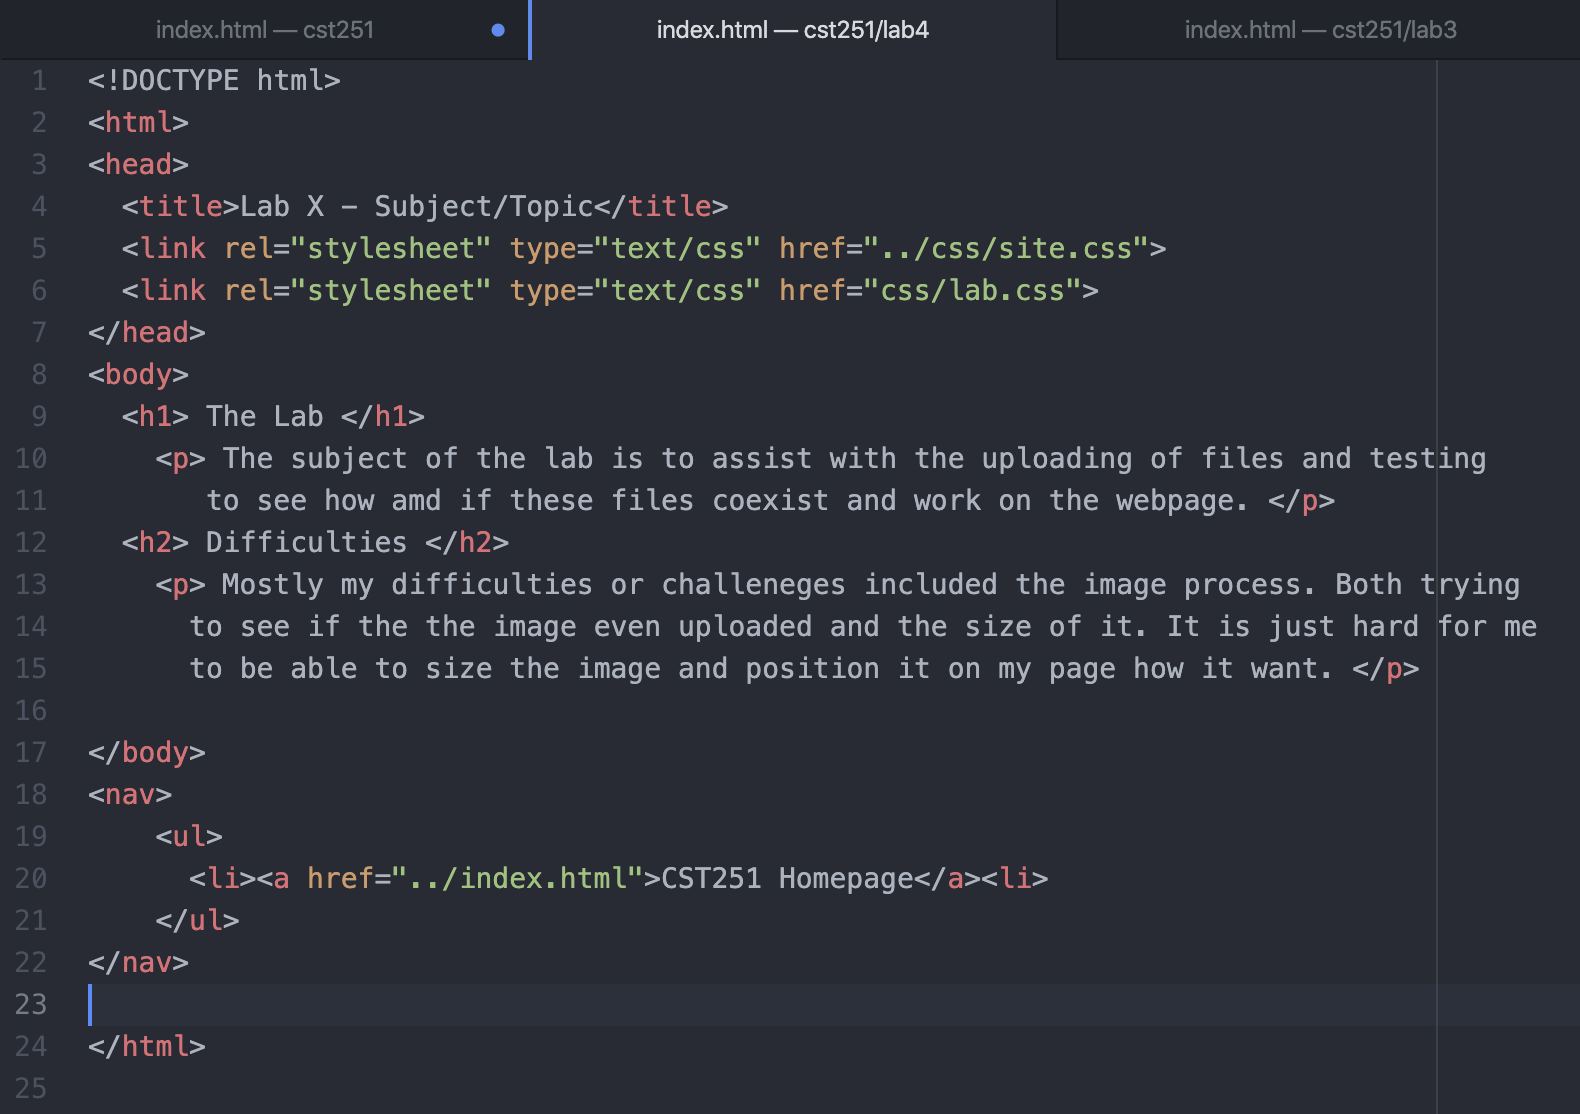 index.html — cst251 index.html — cst251/lab4 index.html — cst251/lab3
1 <!DOCTYPE html>
2 <html>
3 <head>
4   <title>Lab X - Subject/Topic</title>
5   <link rel="stylesheet" type="text/css" href="../css/site.css">
6   <link rel="stylesheet" type="text/css" href="css/lab.css">
7 </head>
8 <body>
9   <h1> The Lab </h1>
10     <p> The subject of the lab is to assist with the uploading of files and testing
11        to see how amd if these files coexist and work on the webpage. </p>
12   <h2> Difficulties </h2>
13     <p> Mostly my difficulties or challeneges included the image process. Both trying
14       to see if the the image even uploaded and the size of it. It is just hard for me
15       to be able to size the image and position it on my page how it want. </p>
16
17 </body>
18 <nav>
19     <ul>
20       <li><a href="../index.html">CST251 Homepage</a><li>
21     </ul>
22 </nav>
23
24 </html>
25